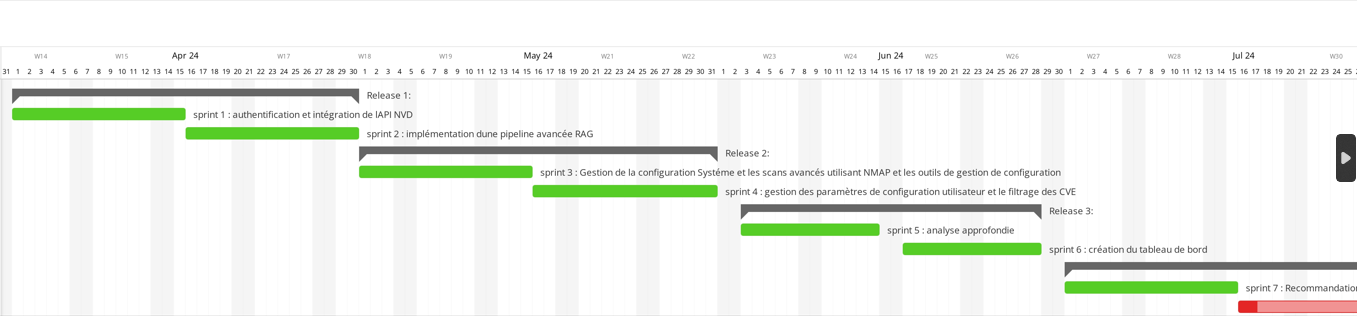 W14 W15 Apr 24 W17 W18 W19 May 24 W21 W22 W23 W24 Jun 24 W25 W26 W27 W28 Jul 24 W30
31 1 2 3 4 5 6 7 8 9 10 11 12 13 14 15 16 17 18 19 20 21 22 23 24 25 26 27 28 29 30 1 2 3 4 5 6 7 8 9 10 11 12 13 14 15 16 17 18 19 20 21 22 23 24 25 26 27 28 29 30 31 1 2 3 4 5 6 7 8 9 10 11 12 13 14 15 16 17 18 19 20 21 22 23 24 25 26 27 28 29 30 1 2 3 4 5 6 7 8 9 10 11 12 13 14 15 16 17 18 19 20 21 22 23 24 25
Release 1:
sprint 1 : authentification et intégration de lAPI NVD
sprint 2 : implémentation dune pipeline avancée RAG
Release 2:
sprint 3 : Gestion de la configuration Systéme et les scans avancés utilisant NMAP et les outils de gestion de configuration
sprint 4 : gestion des paramètres de configuration utilisateur et le filtrage des CVE
Release 3:
sprint 5 : analyse approfondie
sprint 6 : création du tableau de bord
sprint 7 : Recommandatio